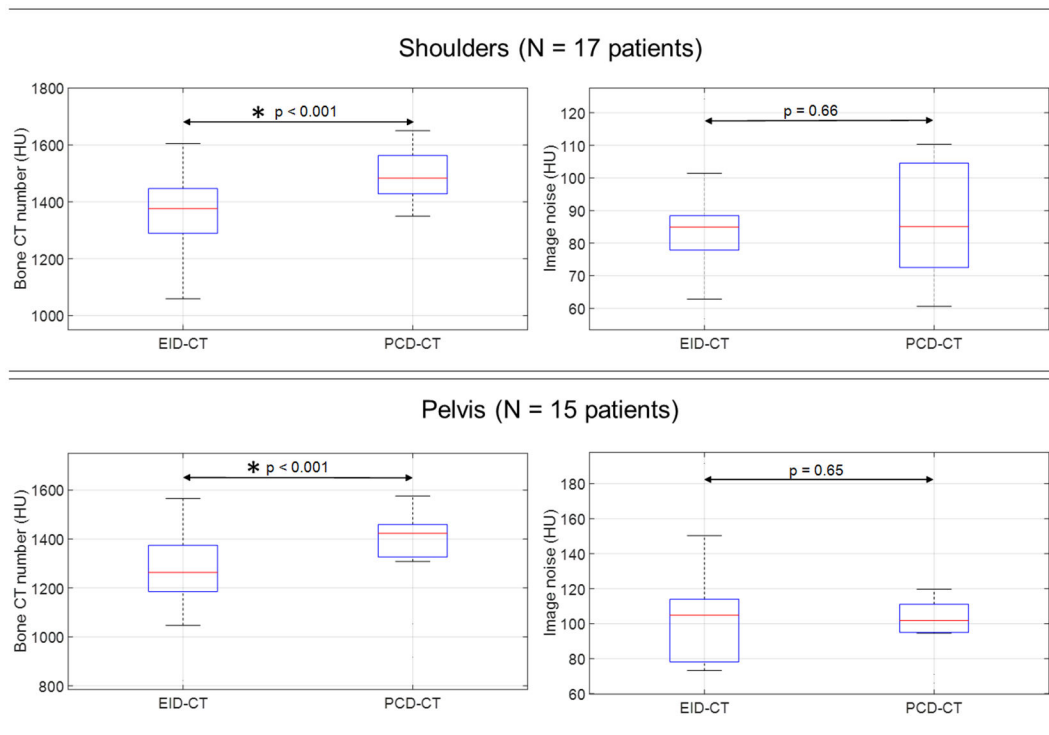 Shoulders (N = 17 patients)
Bone CT number (HU)
1800
1600
1400
1200
1000
* p < 0.001
EID-CT
PCD-CT
Image noise (HU)
120
110
100
90
80
70
60
p = 0.66
EID-CT
PCD-CT
Pelvis (N = 15 patients)
Bone CT number (HU)
1600
1400
1200
1000
800
* p < 0.001
EID-CT
PCD-CT
Image noise (HU)
180
160
140
120
100
80
60
p = 0.65
EID-CT
PCD-CT